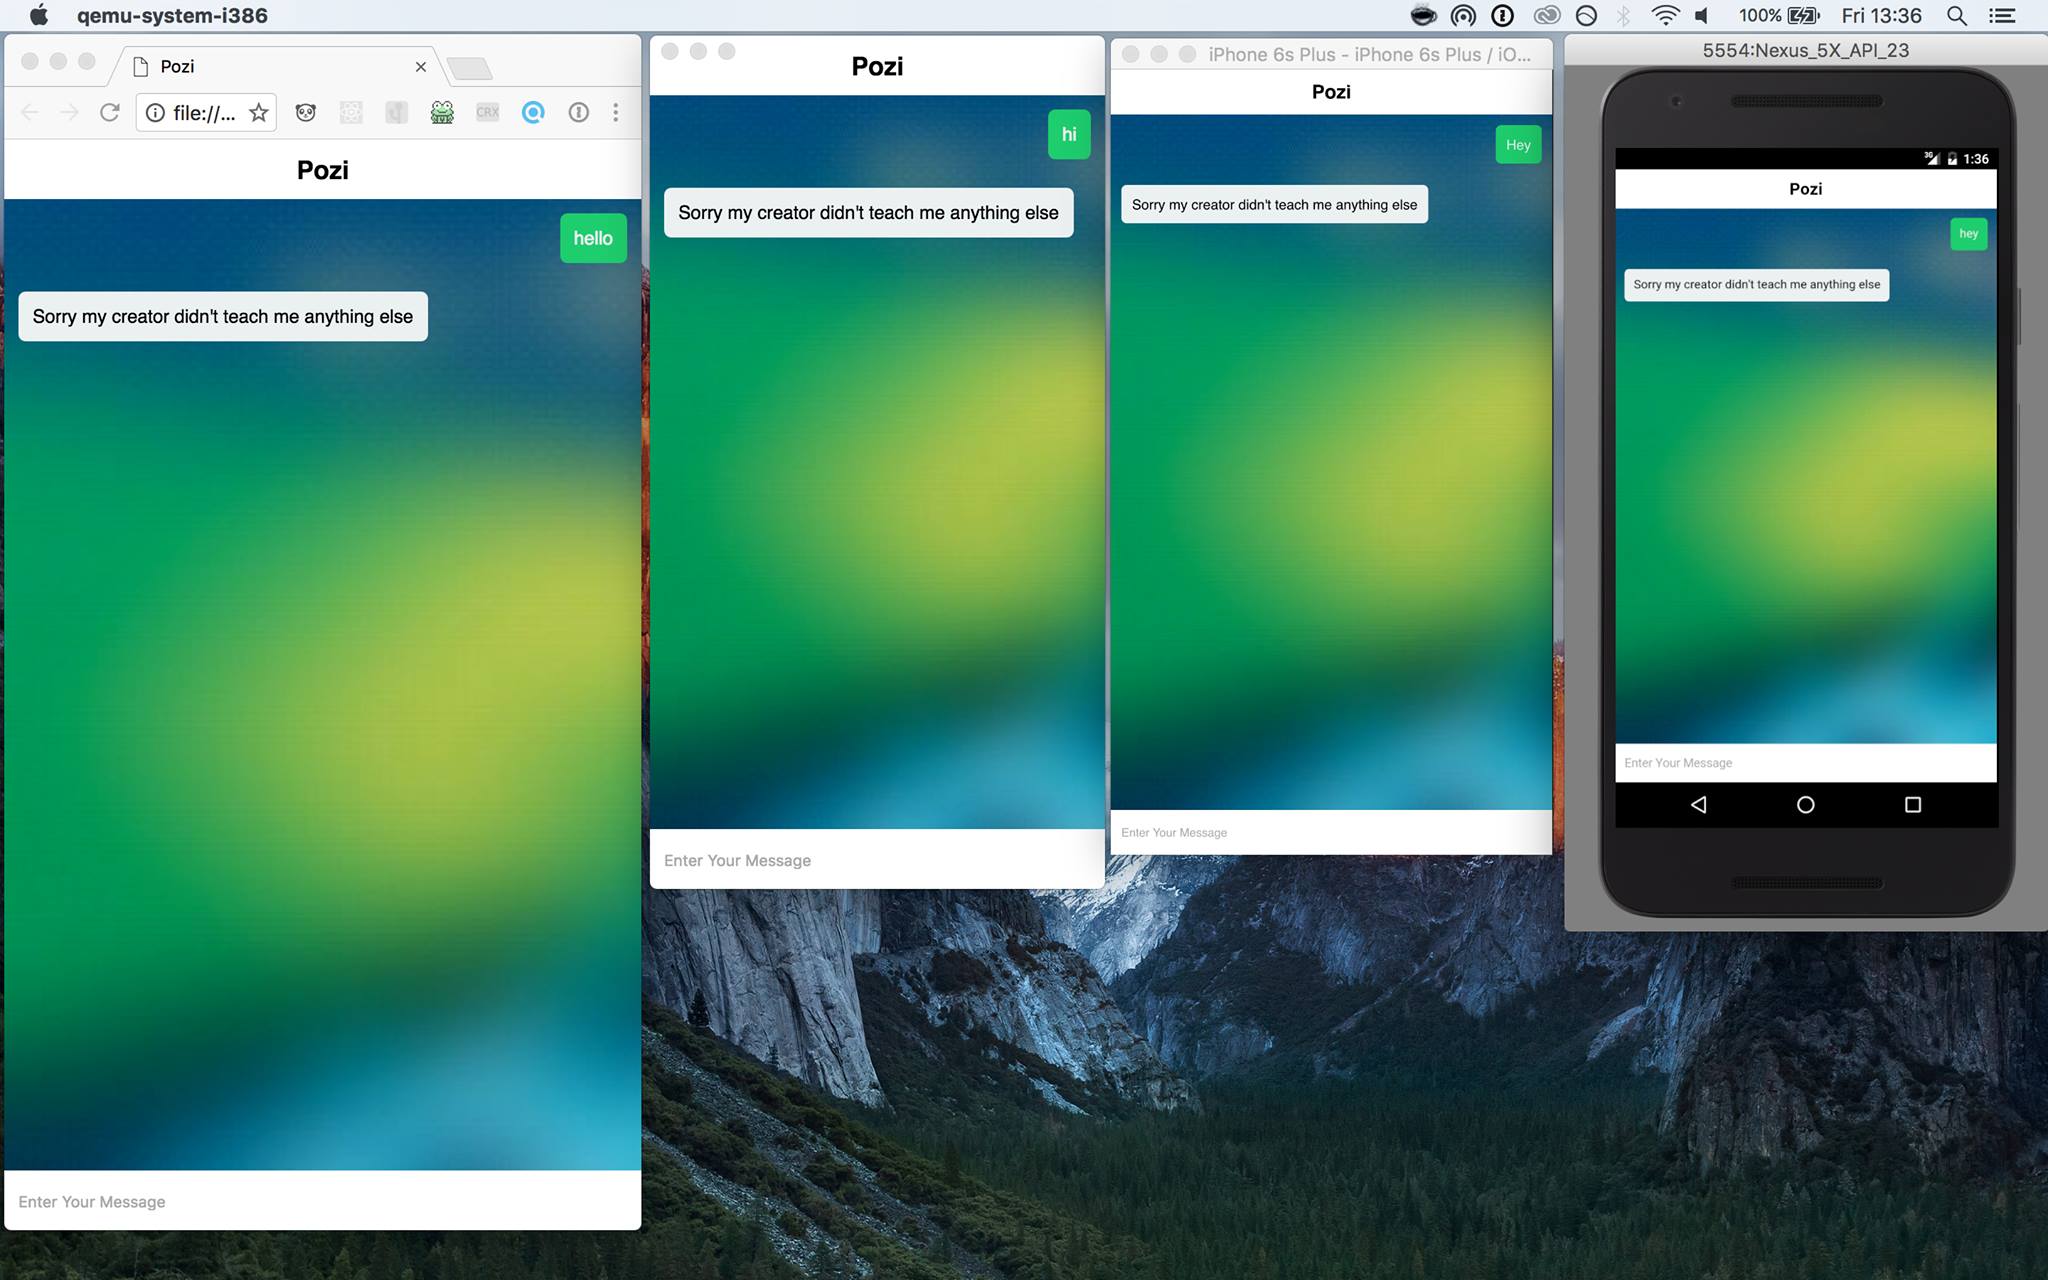 qemu-system-i386
100%
Fri 13:36
Pozi
file://...
CRX
Pozi
hello
Sorry my creator didn't teach me anything else
Enter Your Message
Pozi
hi
Sorry my creator didn't teach me anything else
Enter Your Message
iPhone 6s Plus - iPhone 6s Plus / iO...
Pozi
Hey
Sorry my creator didn't teach me anything else
Enter Your Message
5554:Nexus_5X_API_23
3G
1:36
Pozi
hey
Sorry my creator didn't teach me anything else
Enter Your Message